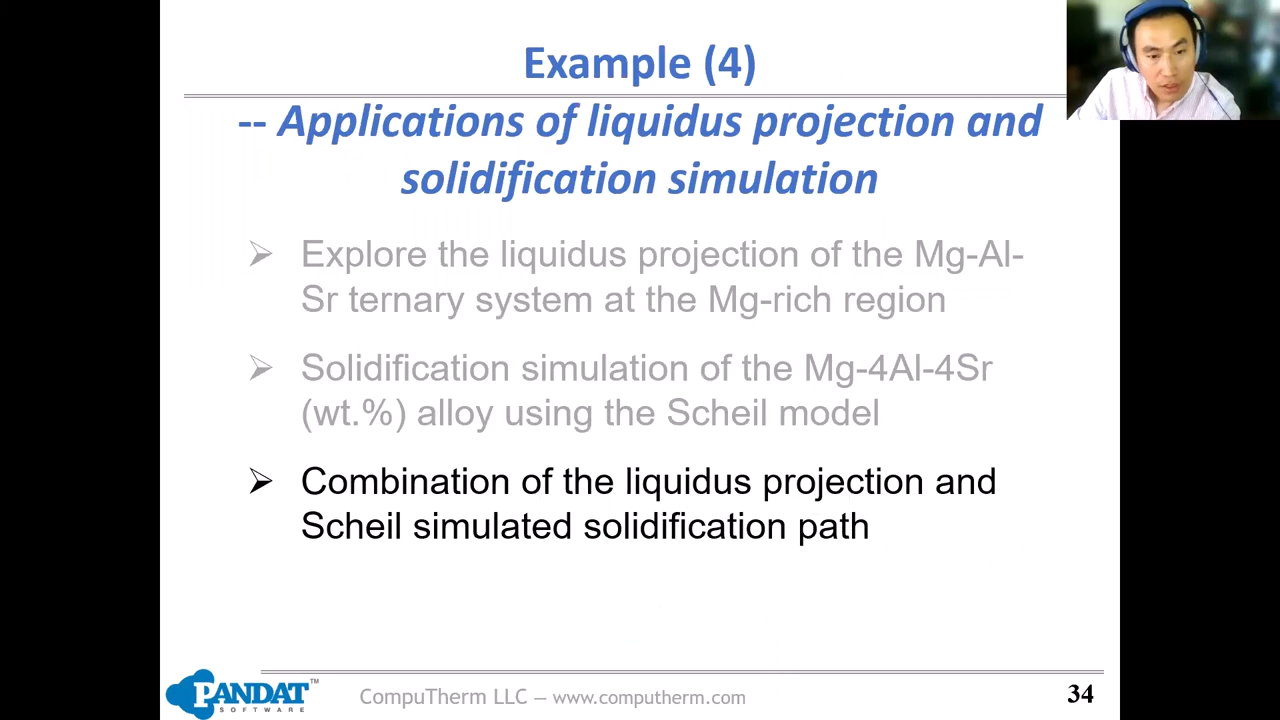 Example (4)
-- Applications of liquidus projection and
solidification simulation
➢ Explore the liquidus projection of the Mg-Al-
Sr ternary system at the Mg-rich region
➢ Solidification simulation of the Mg-4Al-4Sr
(wt.%) alloy using the Scheil model
➢ Combination of the liquidus projection and
Scheil simulated solidification path
PANDAT™
SOFTWARE
CompuTherm LLC – www.computherm.com
34